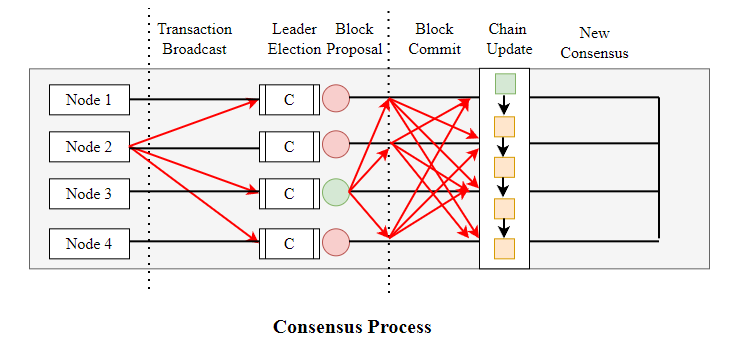 Transaction
Broadcast
Leader
Election
Block
Proposal
Block
Commit
Chain
Update
New
Consensus
Node 1
C
Node 2
C
Node 3
C
Node 4
C
Consensus Process